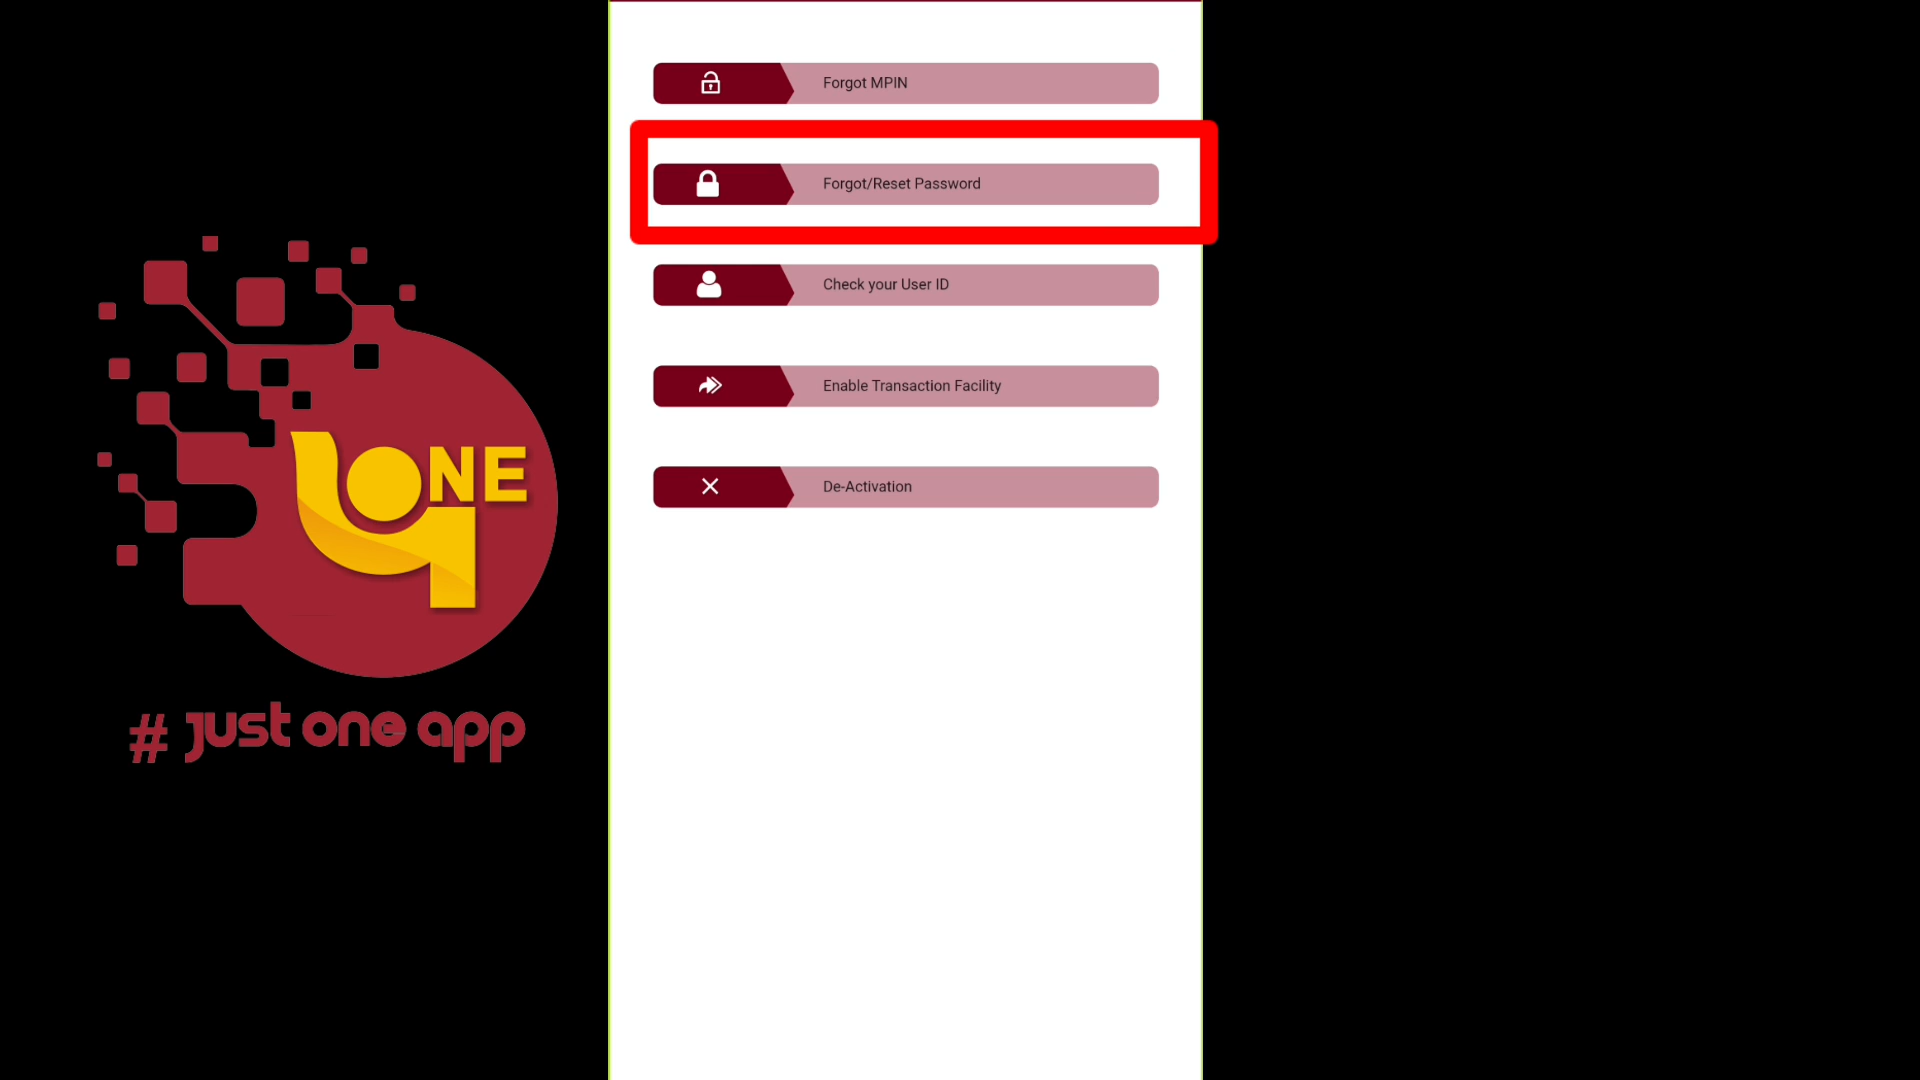 ONE
# just one app
Forgot MPIN
Forgot/Reset Password
Check your User ID
Enable Transaction Facility
De-Activation